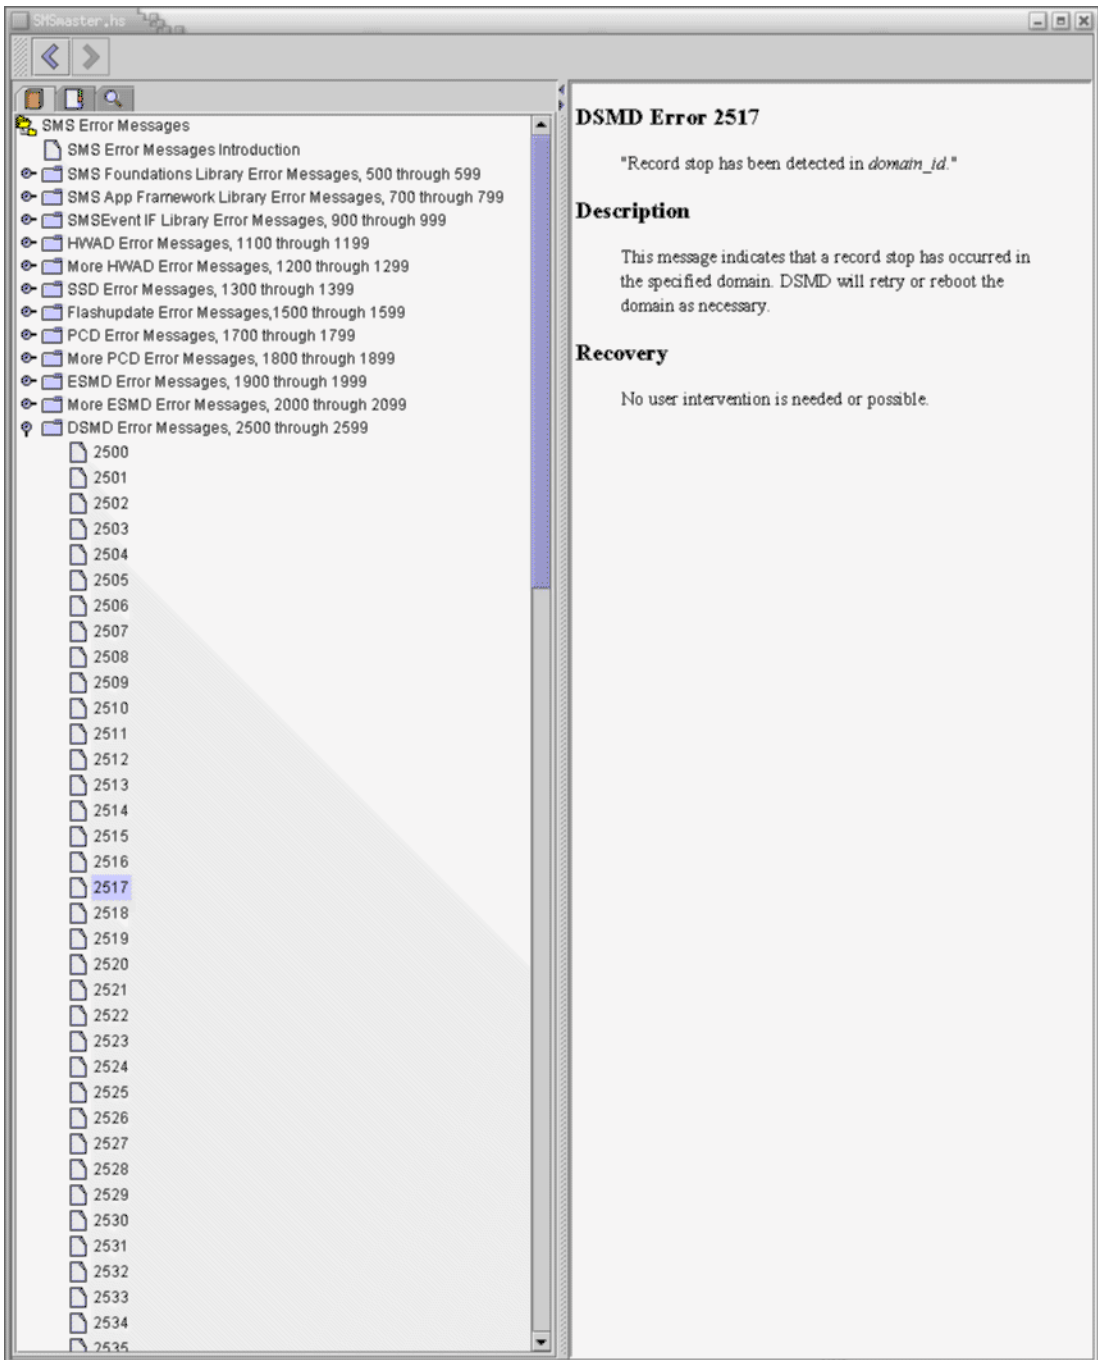 SMSmaster.hs
SMS Error Messages
SMS Error Messages Introduction
SMS Foundations Library Error Messages, 500 through 599
SMS App Framework Library Error Messages, 700 through 799
SMSEvent IF Library Error Messages, 900 through 999
HWAD Error Messages, 1100 through 1199
More HWAD Error Messages, 1200 through 1299
SSD Error Messages, 1300 through 1399
Flashupdate Error Messages,1500 through 1599
PCD Error Messages, 1700 through 1799
More PCD Error Messages, 1800 through 1899
ESMD Error Messages, 1900 through 1999
More ESMD Error Messages, 2000 through 2099
DSMD Error Messages, 2500 through 2599
2500
2501
2502
2503
2504
2505
2506
2507
2508
2509
2510
2511
2512
2513
2514
2515
2516
2517
2518
2519
2520
2521
2522
2523
2524
2525
2526
2527
2528
2529
2530
2531
2532
2533
2534
2535
DSMD Error 2517
"Record stop has been detected in domain_id."
Description
This message indicates that a record stop has occurred in
the specified domain. DSMD will retry or reboot the
domain as necessary.
Recovery
No user intervention is needed or possible.